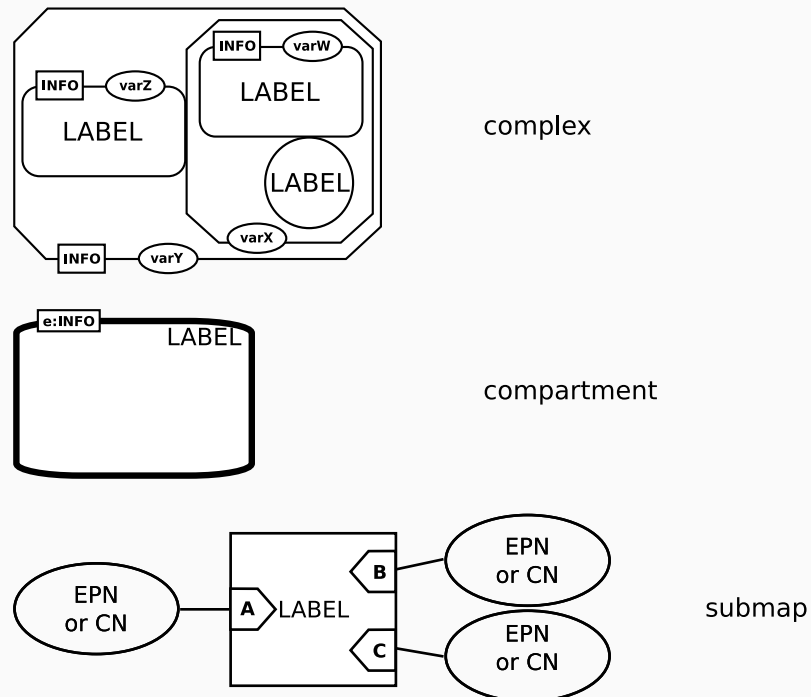 INFO varW
INFO varZ
LABEL
LABEL
complex
LABEL
varX
INFO varY
e:INFO
LABEL
compartment
EPN
or CN
B
EPN
or CN
A LABEL
submap
EPN
or CN
C